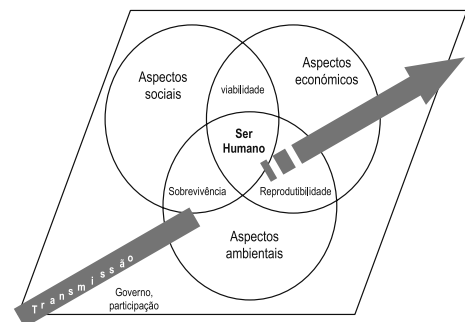 Aspectos
sociais
viabilidade
Aspectos
económicos
Ser
Humano
Sobrevivência
Reprodutibilidade
Aspectos
ambientais
Transmissão
Governo,
participação